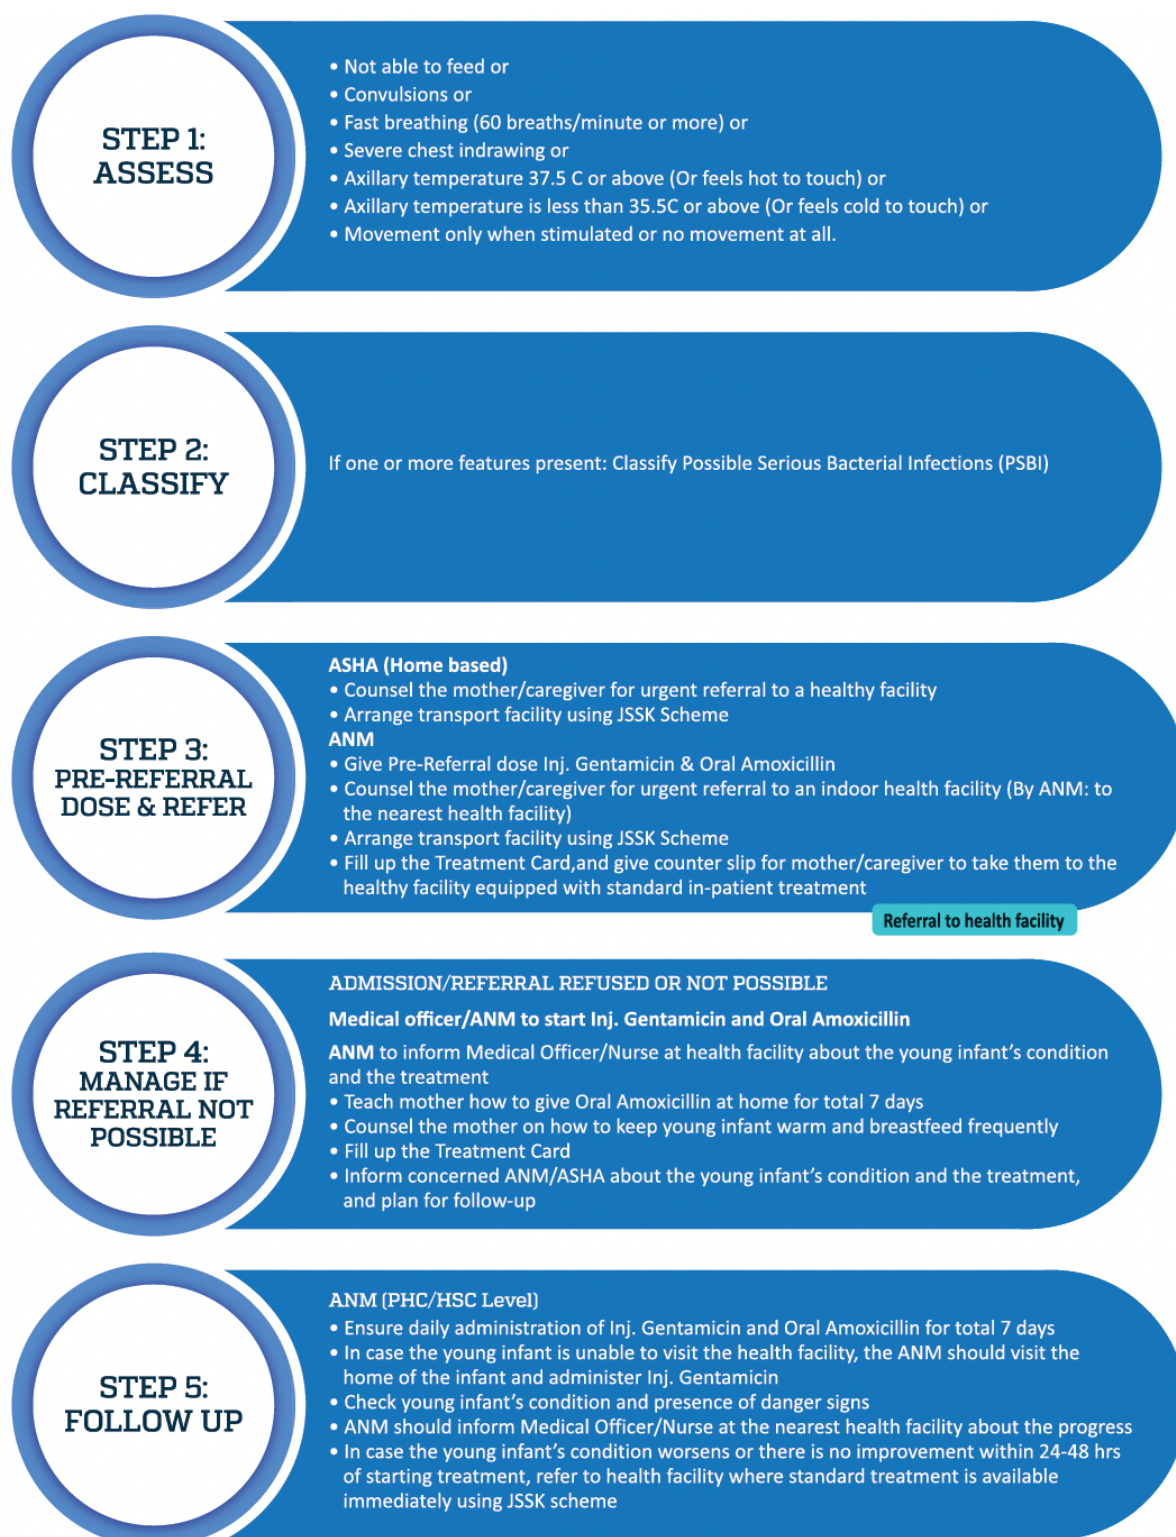 STEP 1:
ASSESS
• Not able to feed or
• Convulsions or
• Fast breathing (60 breaths/minute or more) or
• Severe chest indrawing or
• Axillary temperature 37.5 C or above (Or feels hot to touch) or
• Axillary temperature is less than 35.5C or above (Or feels cold to touch) or
• Movement only when stimulated or no movement at all.
STEP 2:
CLASSIFY
If one or more features present: Classify Possible Serious Bacterial Infections (PSBI)
STEP 3:
PRE-REFERRAL
DOSE & REFER
ASHA (Home based)
• Counsel the mother/caregiver for urgent referral to a healthy facility
• Arrange transport facility using JSSK Scheme
ANM
• Give Pre-Referral dose Inj. Gentamicin & Oral Amoxicillin
• Counsel the mother/caregiver for urgent referral to an indoor health facility (By ANM: to
the nearest health facility)
• Arrange transport facility using JSSK Scheme
• Fill up the Treatment Card,and give counter slip for mother/caregiver to take them to the
healthy facility equipped with standard in-patient treatment
Referral to health facility
STEP 4:
MANAGE IF
REFERRAL NOT
POSSIBLE
ADMISSION/REFERRAL REFUSED OR NOT POSSIBLE
Medical officer/ANM to start Inj. Gentamicin and Oral Amoxicillin
ANM to inform Medical Officer/Nurse at health facility about the young infant's condition
and the treatment
• Teach mother how to give Oral Amoxicillin at home for total 7 days
• Counsel the mother on how to keep young infant warm and breastfeed frequently
• Fill up the Treatment Card
• Inform concerned ANM/ASHA about the young infant's condition and the treatment,
and plan for follow-up
STEP 5:
FOLLOW UP
ANM (PHC/HSC Level)
• Ensure daily administration of Inj. Gentamicin and Oral Amoxicillin for total 7 days
• In case the young infant is unable to visit the health facility, the ANM should visit the
home of the infant and administer Inj. Gentamicin
• Check young infant's condition and presence of danger signs
• ANM should inform Medical Officer/Nurse at the nearest health facility about the progress
• In case the young infant's condition worsens or there is no improvement within 24-48 hrs
of starting treatment, refer to health facility where standard treatment is available
immediately using JSSK scheme